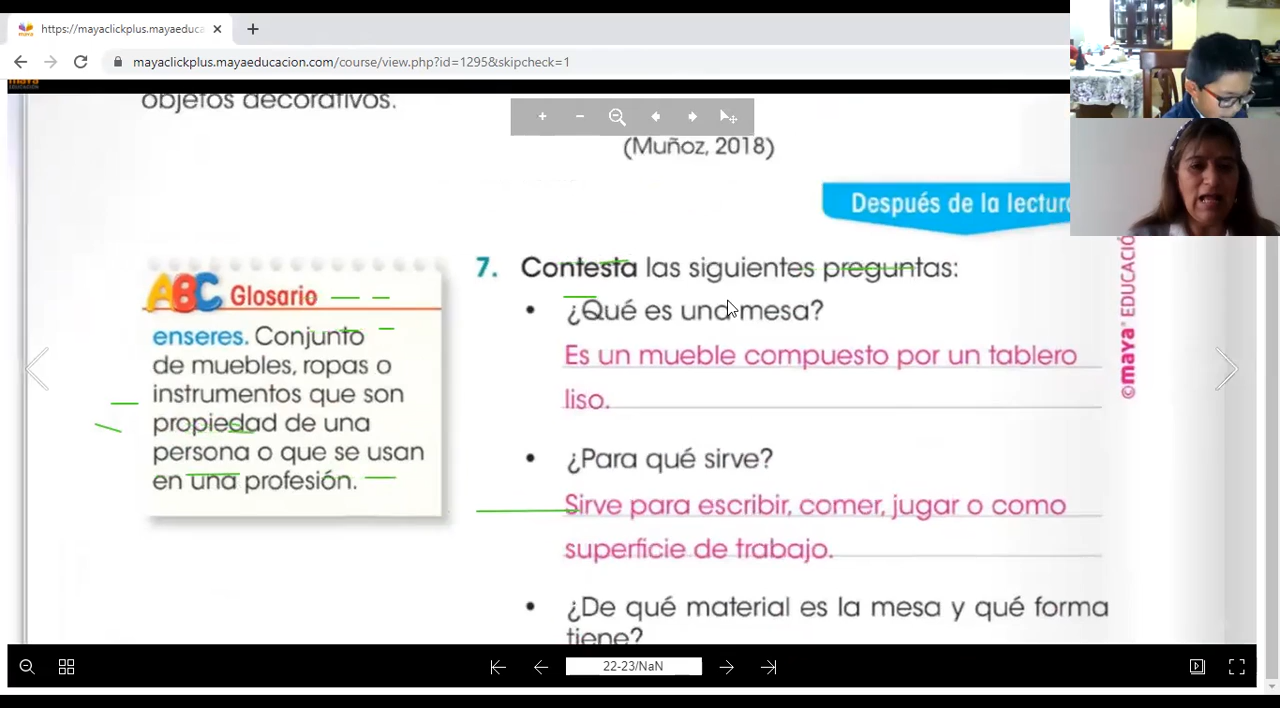 https://mayaclickplus.mayaeduca
mayaclickplus.mayaeducacion.com/course/view.php?id=1295&skipcheck=1
objetos decorativos.
(Muñoz, 2018)
Después de la lectura
ABC Glosario
enseres. Conjunto
de muebles, ropas o
instrumentos que son
propiedad de una
persona o que se usan
en una profesión.
7. Contesta las siguientes preguntas:
• ¿Qué es una mesa?
Es un mueble compuesto por un tablero
liso.
• ¿Para qué sirve?
Sirve para escribir, comer, jugar o como
superficie de trabajo.
• ¿De qué material es la mesa y qué forma
tiene?
©maya® EDUCACIÓ
22-23/NaN